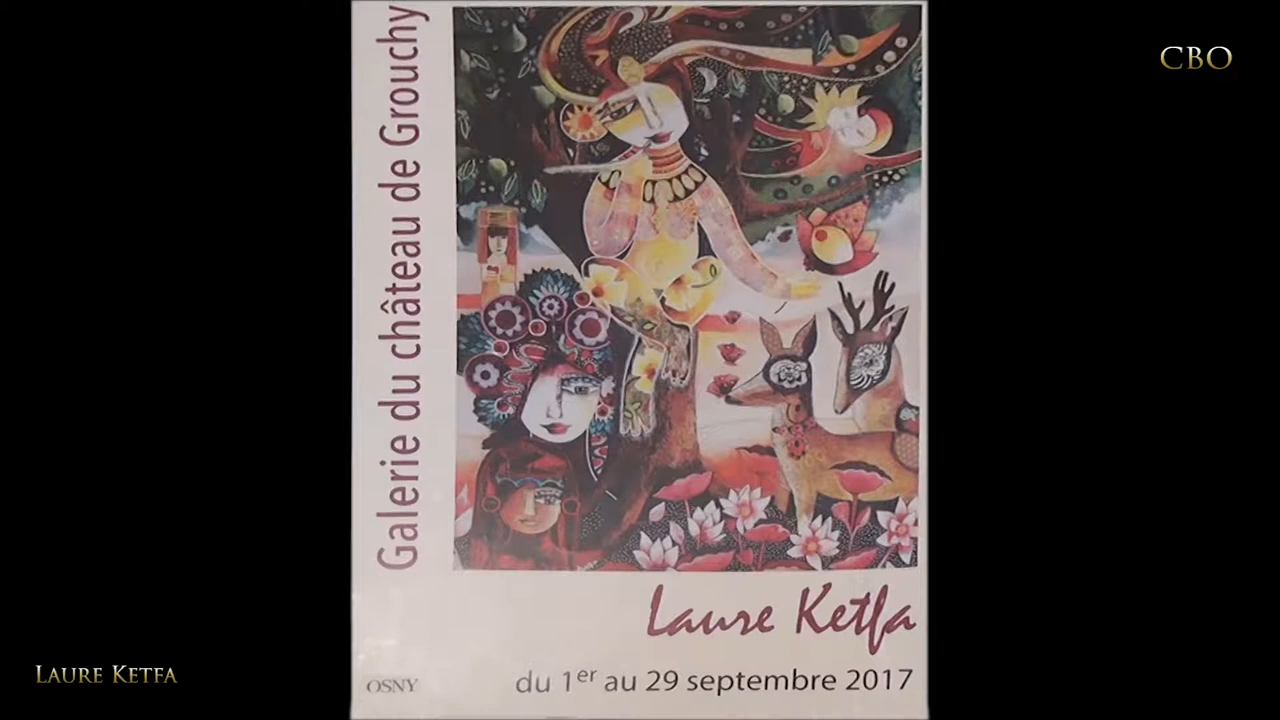 Galerie du château de Grouchy
CBO
Laure Ketfa
du 1er au 29 septembre 2017
OSNY
LAURE KETFA